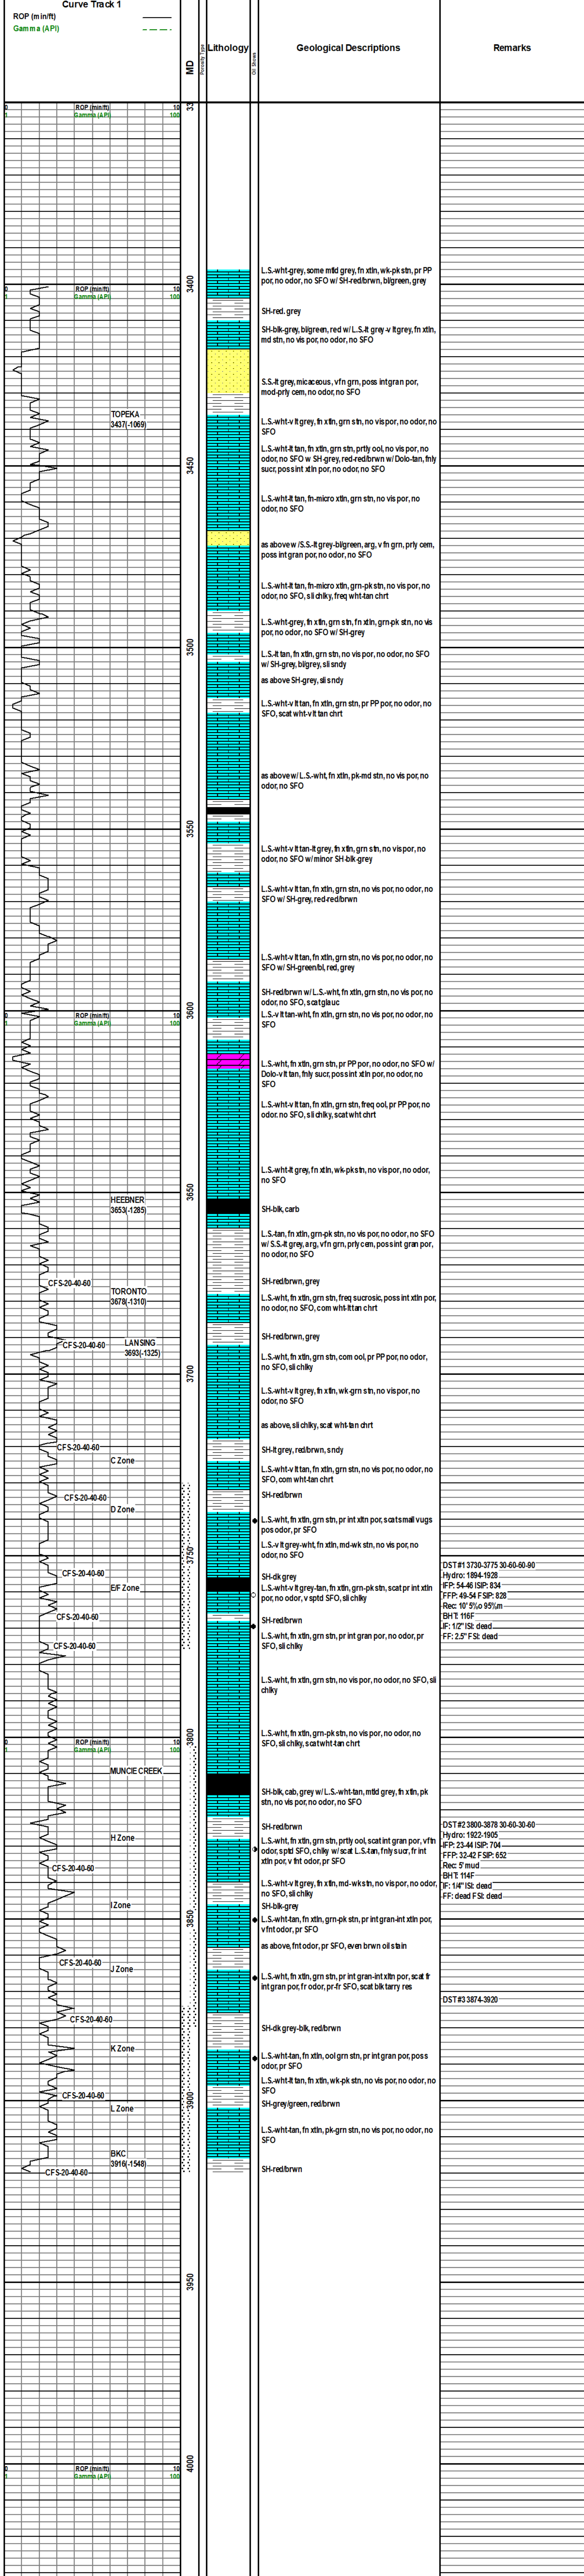 Curve Track 1
ROP (min/ft)
Gamma (API)
MD
Porosity Type
Lithology
Oil Shows
Geological Descriptions
Remarks
0 ROP (min/ft) 10
1 Gamma (API) 100
33
L.S.-wht-grey, some mtld grey, fn xtln, wk-pk stn, pr PP
por, no odor, no SFO w/ SH-red/brwn, bl/green, grey
3400
0 ROP (min/ft) 10
1 Gamma (API) 100
SH-red. grey
SH-blk-grey, bl/green, red w/ L.S.-lt grey-v lt grey, fn xtln,
md stn, no vis por, no odor, no SFO
S.S.-lt grey, micaceous, vfn grn, poss intgran por,
mod-prly cem, no odor, no SFO
TOPEKA
3437(-1069)
L.S.-wht-v lt grey, fn xtln, grn stn, no vis por, no odor, no
SFO
L.S.-wht-lt tan, fn xtln, grn stn, prtly ool, no vis por, no
odor, no SFO w SH-grey, red-red/brwn w/ Dolo-tan, fnly
sucr, poss int xtln por, no odor, no SFO
3450
L.S.-wht-lt tan, fn-micro xtln, grn stn, no vis por, no
odor, no SFO
as above w/ S.S.-lt grey-bl/green, arg, v fn grn, prly cem,
poss int gran por, no odor, no SFO
L.S.-wht-lt tan, fn-micro xtln, grn-pk stn, no vis por, no
odor, no SFO, sli chlky, freq wht-tan chrt
L.S.-wht-grey, fn xtln, grn stn, fn xtln, grn-pk stn, no vis
por, no odor, no SFO w/ SH-grey
3500
L.S.-lt tan, fn xtln, grn stn, no vis por, no odor, no SFO
w/ SH-grey, bl/grey, sli sndy
as above SH-grey, sli sndy
L.S.-wht-v lt grey, fn xtln, grn stn, pr PP por, no odor, no
SFO, scat wht-v lt tan chrt
as above w/ L.S.-wht, fn xtln, pk-md stn, no vis por, no
odor, no SFO
3550
L.S.-wht-v lt tan-lt grey, fn xtln, grn stn, no vis por, no
odor, no SFO w/ minor SH-blk-grey
L.S.-wht-v lt tan, fn xtln, grn stn, no vis por, no odor, no
SFO w/ SH-grey, red-red/brwn
L.S.-wht-v lt tan, fn xtln, grn stn, no vis por, no odor, no
SFO w/ SH-green/bl, red, grey
SH-red/brwn w/ L.S.-wht, fn xtln, grn stn, no vis por, no
odor, no SFO, scat glauc
3600
0 ROP (min/ft) 10
1 Gamma (API) 100
L.S.-v lt tan-wht, fn xtln, grn stn, no vis por, no odor, no
SFO
L.S.-wht, fn xtln, grn stn, pr PP por, no odor, no SFO w/
Dolo-v lt tan, fnly sucr, poss int xtln por, no odor, no
SFO
L.S.-wht-v lt tan, fn xtln, grn stn, freq ool, pr PP por, no
odor. no SFO, sli chlky, scat wht chrt
L.S.-wht-lt grey, fn xtln, wk-pk stn, no vis por, no odor,
no SFO
3650
HEEBNER
3653(-1285)
SH-blk, carb
L.S.-tan, fn xtln, grn-pk stn, no vis por, no odor, no SFO
w/ S.S.-lt grey, arg, vfn grn, prly cem, poss int gran por,
no odor, no SFO
SH-red/brwn, grey
CFS-20-40-60
TORONTO
3678(-1310)
L.S.-wht, fn xtln, grn stn, freq sucrosic, poss int xtln por,
no odor, no SFO, com wht-lt tan chrt
SH-red/brwn, grey
LANSING
3693(-1325)
CFS-20-40-60
L.S.-wht, fn xtln, grn stn, com ool, pr PP por, no odor,
no SFO, sli chlky
3700
L.S.-wht-v lt grey, fn xtln, wk-grn stn, no vis por, no
odor, no SFO
as above, sli chlky, scat wht-tan chrt
CFS-20-40-60
SH-lt grey, red/brwn, sndy
C Zone
L.S.-wht-v lt tan, fn xtln, grn stn, no vis por, no odor, no
SFO, com wht-tan chrt
CFS-20-40-60
SH-red/brwn
D Zone
L.S.-wht, fn xtln, grn stn, pr int xltn por, scat small vugs
pos odor, pr SFO
L.S.-v lt grey-wht, fn xtln, md-wk stn, no vis por, no
odor, no SFO
3750
CFS-20-40-60
SH-dk grey
E/F Zone
L.S.-wht-v lt grey-tan, fn xtln, grn-pk stn, scat pr int xtln
por, no odor, v sptd SFO, sli chlky
DST#1 3730-3775 30-60-60-90
Hydro: 1894-1928
IFP: 54-46 ISIP: 834
FFP: 49-54 FSIP: 828
Rec: 10' 5%o 95%m
BHT: 116F
IF: 1/2" ISI: dead
FF: 2.5" FSI: dead
CFS-20-40-60
SH-red/brwn
L.S.-wht, fn xtln, grn stn, pr int gran por, no odor, pr
SFO, sli chlky
CFS-20-40-60
L.S.-wht, fn xtln, grn stn, no vis por, no odor, no SFO, sli
chlky
L.S.-wht, fn xtln, grn-pk stn, no vis por, no odor, no
SFO, sli chlky, scat wht-tan chrt
3800
0 ROP (min/ft) 10
1 Gamma (API) 100
MUNCIE CREEK
SH-blk, cab, grey w/ L.S.-wht-tan, mtld grey, fn xtln, pk
stn, no vis por, no odor, no SFO
SH-red/brwn
H Zone
L.S.-wht, fn xtln, grn stn, prtly ool, scat int gran por, vftn
odor, sptd SFO, chlky w/ scat L.S.-tan, fnly sucr, fr int
xtln por, v fnt odor, pr SFO
DST#2 3800-3878 30-60-30-60
Hydro: 1922-1905
IFP: 23-44 ISIP: 704
FFP: 32-42 FSIP: 652
Rec: 5' mud
BHT: 114F
IF: 1/4" ISI: dead
FF: dead FSI: dead
CFS-20-40-60
L.S.-wht-v lt grey, fn xtln, md-wk stn, no vis por, no odor,
no SFO, sli chlky
I Zone
SH-blk-grey
3850
L.S.-wht-tan, fn xtln, grn-pk stn, pr int gran-int xltn por,
v fnt odor, pr SFO
as above, fnt odor, pr SFO, even brwn oil stain
CFS-20-40-60
J Zone
L.S.-wht, fn xtln, grn stn, pr int gran-int xltn por, scat fr
int gran por, fr odor, pr-fr SFO, scat blk tarry res
DST#3 3874-3920
CFS-20-40-60
SH-dk grey-blk, red/brwn
K Zone
L.S.-wht-tan, fn xtln, ool grn stn, pr int gran por, poss
odor, pr SFO
L.S.-wht-lt tan, fn xtln, wk-pk stn, no vis por, no odor, no
SFO
CFS-20-40-60
3900
SH-grey/green, red/brwn
L Zone
L.S.-wht-tan, fn xtln, pk-grn stn, no vis por, no odor, no
SFO
BKC
3916(-1548)
SH-red/brwn
CFS-20-40-60
3950
4000
0 ROP (min/ft) 10
1 Gamma (API) 100